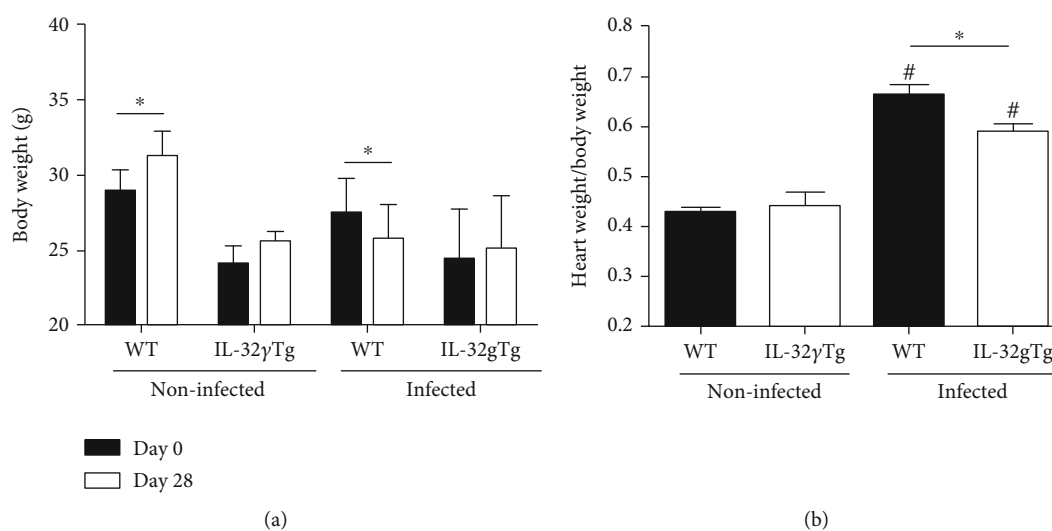 Body weight (g)
40
35
30
25
20
*
*
WT
IL-32γTg
WT
IL-32gTg
Non-infected
Infected
Day 0
Day 28
(a)
Heart weight/body weight
0.8
0.7
0.6
0.5
0.4
0.3
0.2
*
#
#
WT
IL-32γTg
WT
IL-32gTg
Non-infected
Infected
(b)